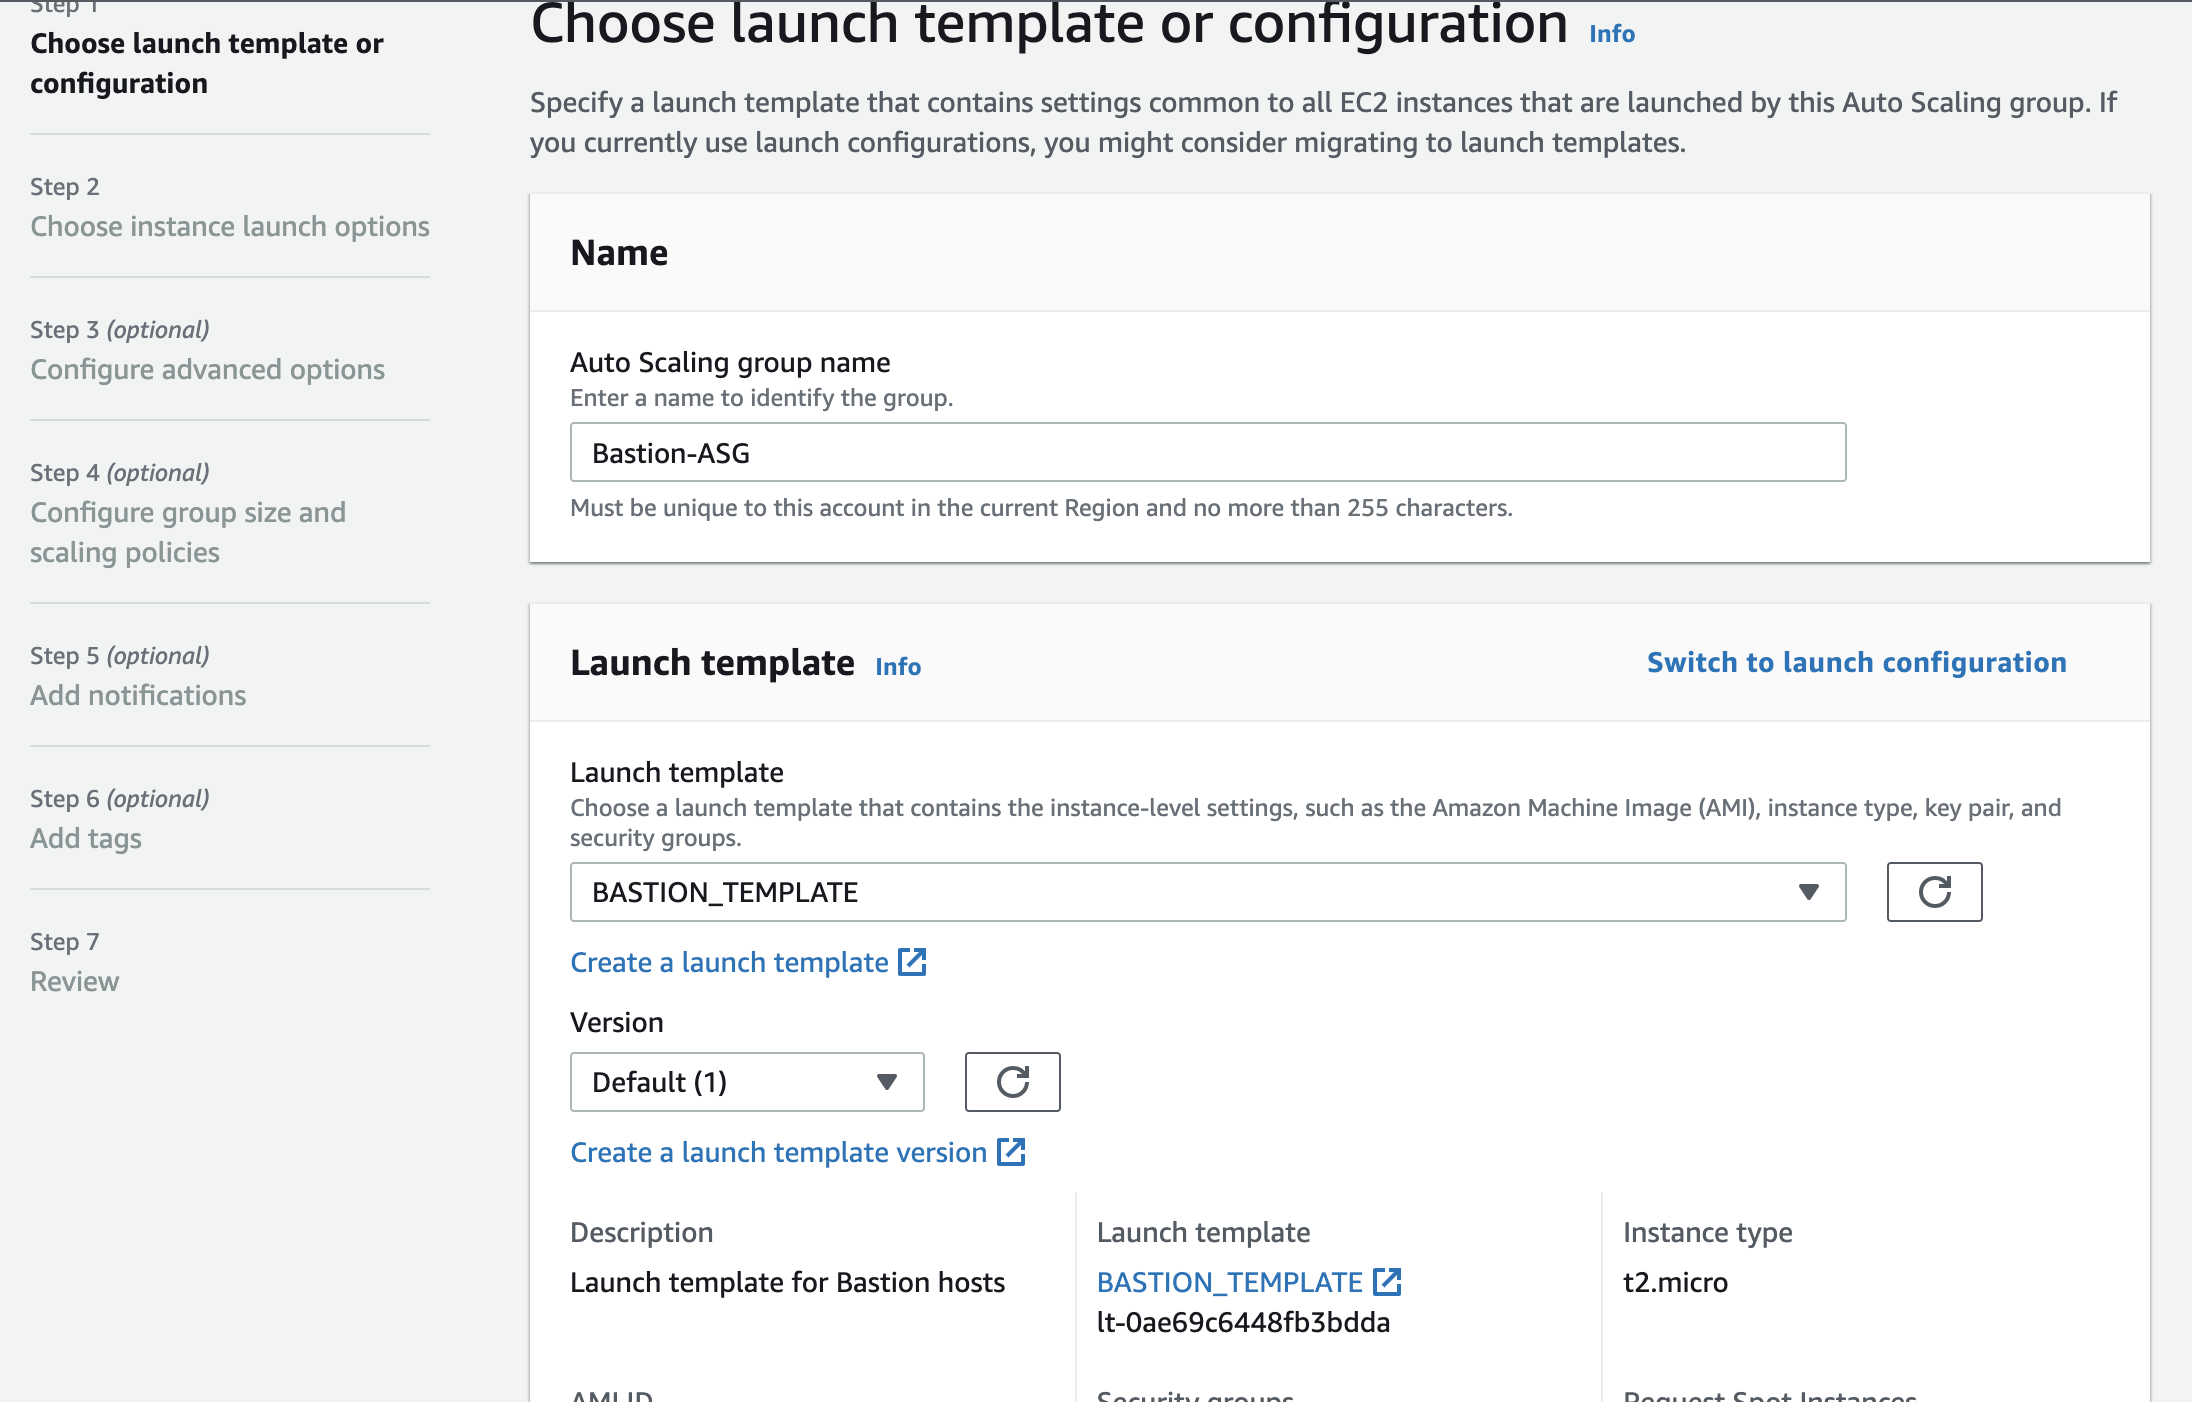 Step 1
Choose launch template or
configuration
Step 2
Choose instance launch options
Step 3 (optional)
Configure advanced options
Step 4 (optional)
Configure group size and
scaling policies
Step 5 (optional)
Add notifications
Step 6 (optional)
Add tags
Step 7
Review
Choose launch template or configuration Info
Specify a launch template that contains settings common to all EC2 instances that are launched by this Auto Scaling group. If
you currently use launch configurations, you might consider migrating to launch templates.
Name
Auto Scaling group name
Enter a name to identify the group.
Bastion-ASG
Must be unique to this account in the current Region and no more than 255 characters.
Launch template Info
Switch to launch configuration
Launch template
Choose a launch template that contains the instance-level settings, such as the Amazon Machine Image (AMI), instance type, key pair, and
security groups.
BASTION_TEMPLATE
Create a launch template
Version
Default (1)
Create a launch template version
Description
Launch template for Bastion hosts
Launch template
BASTION_TEMPLATE
lt-0ae69c6448fb3bdda
Instance type
t2.micro
AMI ID
Security groups
Request Spot Instances